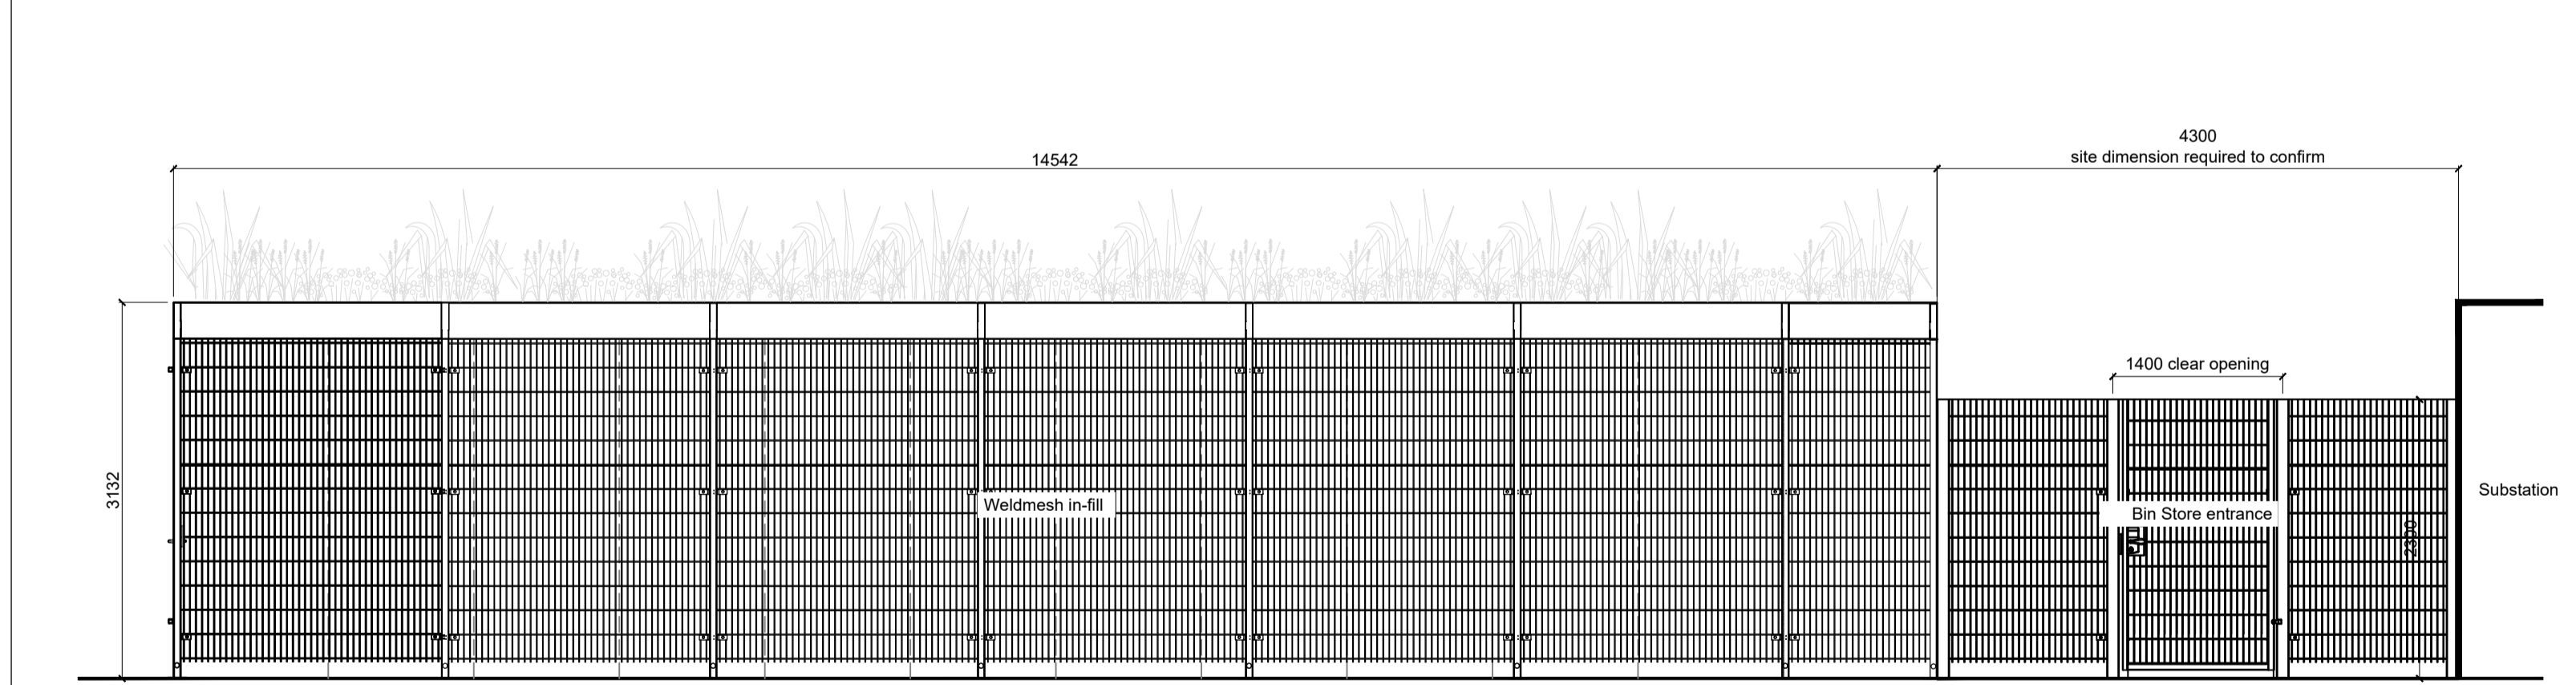 4300
site dimension required to confirm
14542
1400 clear opening
3132
Weldmesh in-fill
Bin Store entrance
2300
Substation